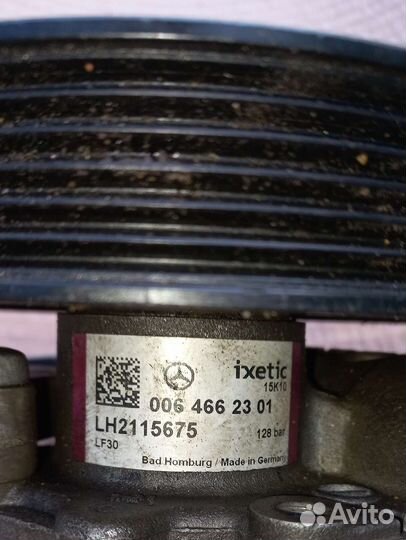 ixetic
15K10
006 466 23 01
LH2115675
LF30
128 bar
Bad Homburg / Made in Germany
Avito